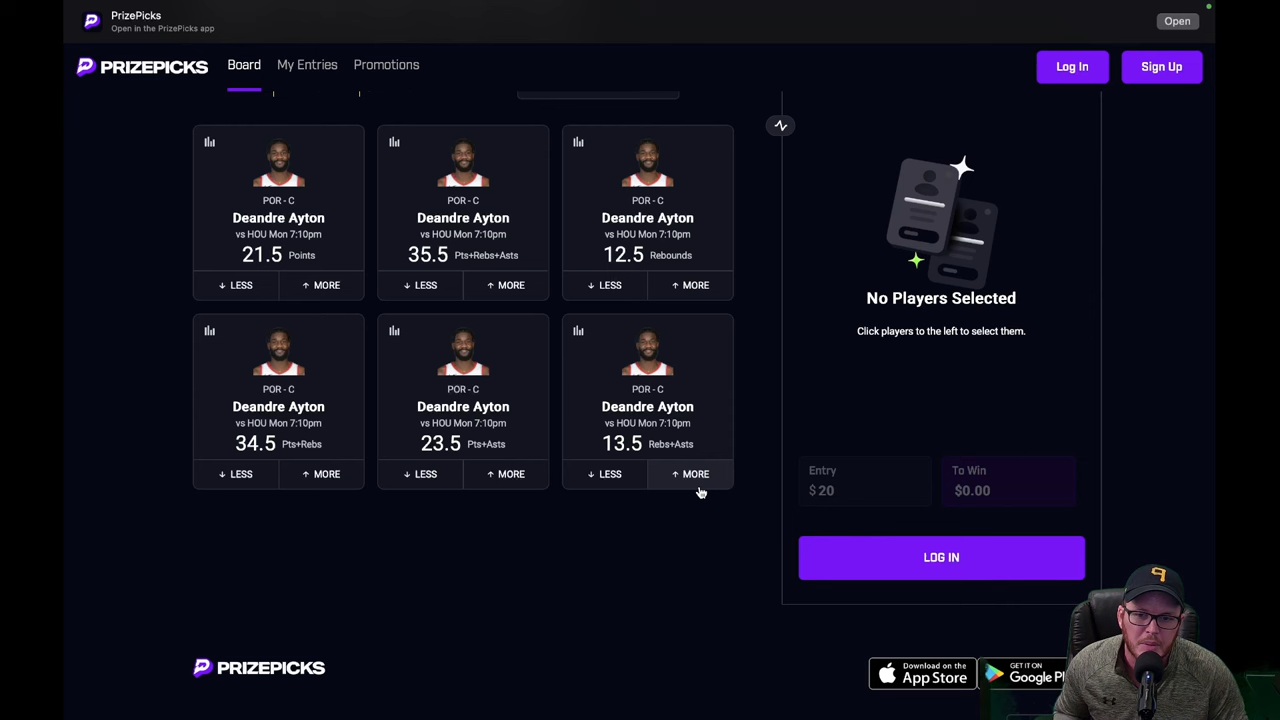 PrizePicks
Open in the PrizePicks app
Open
PRIZEPICKS
Board
My Entries
Promotions
Log In
Sign Up
POR - C
Deandre Ayton
vs HOU Mon 7:10pm
21.5 Points
↓ LESS
↑ MORE
POR - C
Deandre Ayton
vs HOU Mon 7:10pm
35.5 Pts+Rebs+Asts
↓ LESS
↑ MORE
POR - C
Deandre Ayton
vs HOU Mon 7:10pm
12.5 Rebounds
↓ LESS
↑ MORE
POR - C
Deandre Ayton
vs HOU Mon 7:10pm
34.5 Pts+Rebs
↓ LESS
↑ MORE
POR - C
Deandre Ayton
vs HOU Mon 7:10pm
23.5 Pts+Asts
↓ LESS
↑ MORE
POR - C
Deandre Ayton
vs HOU Mon 7:10pm
13.5 Rebs+Asts
↓ LESS
↑ MORE
No Players Selected
Click players to the left to select them.
Entry
$ 20
To Win
$0.00
LOG IN
PRIZEPICKS
Download on the
App Store
GET IT ON
Google Pl
P